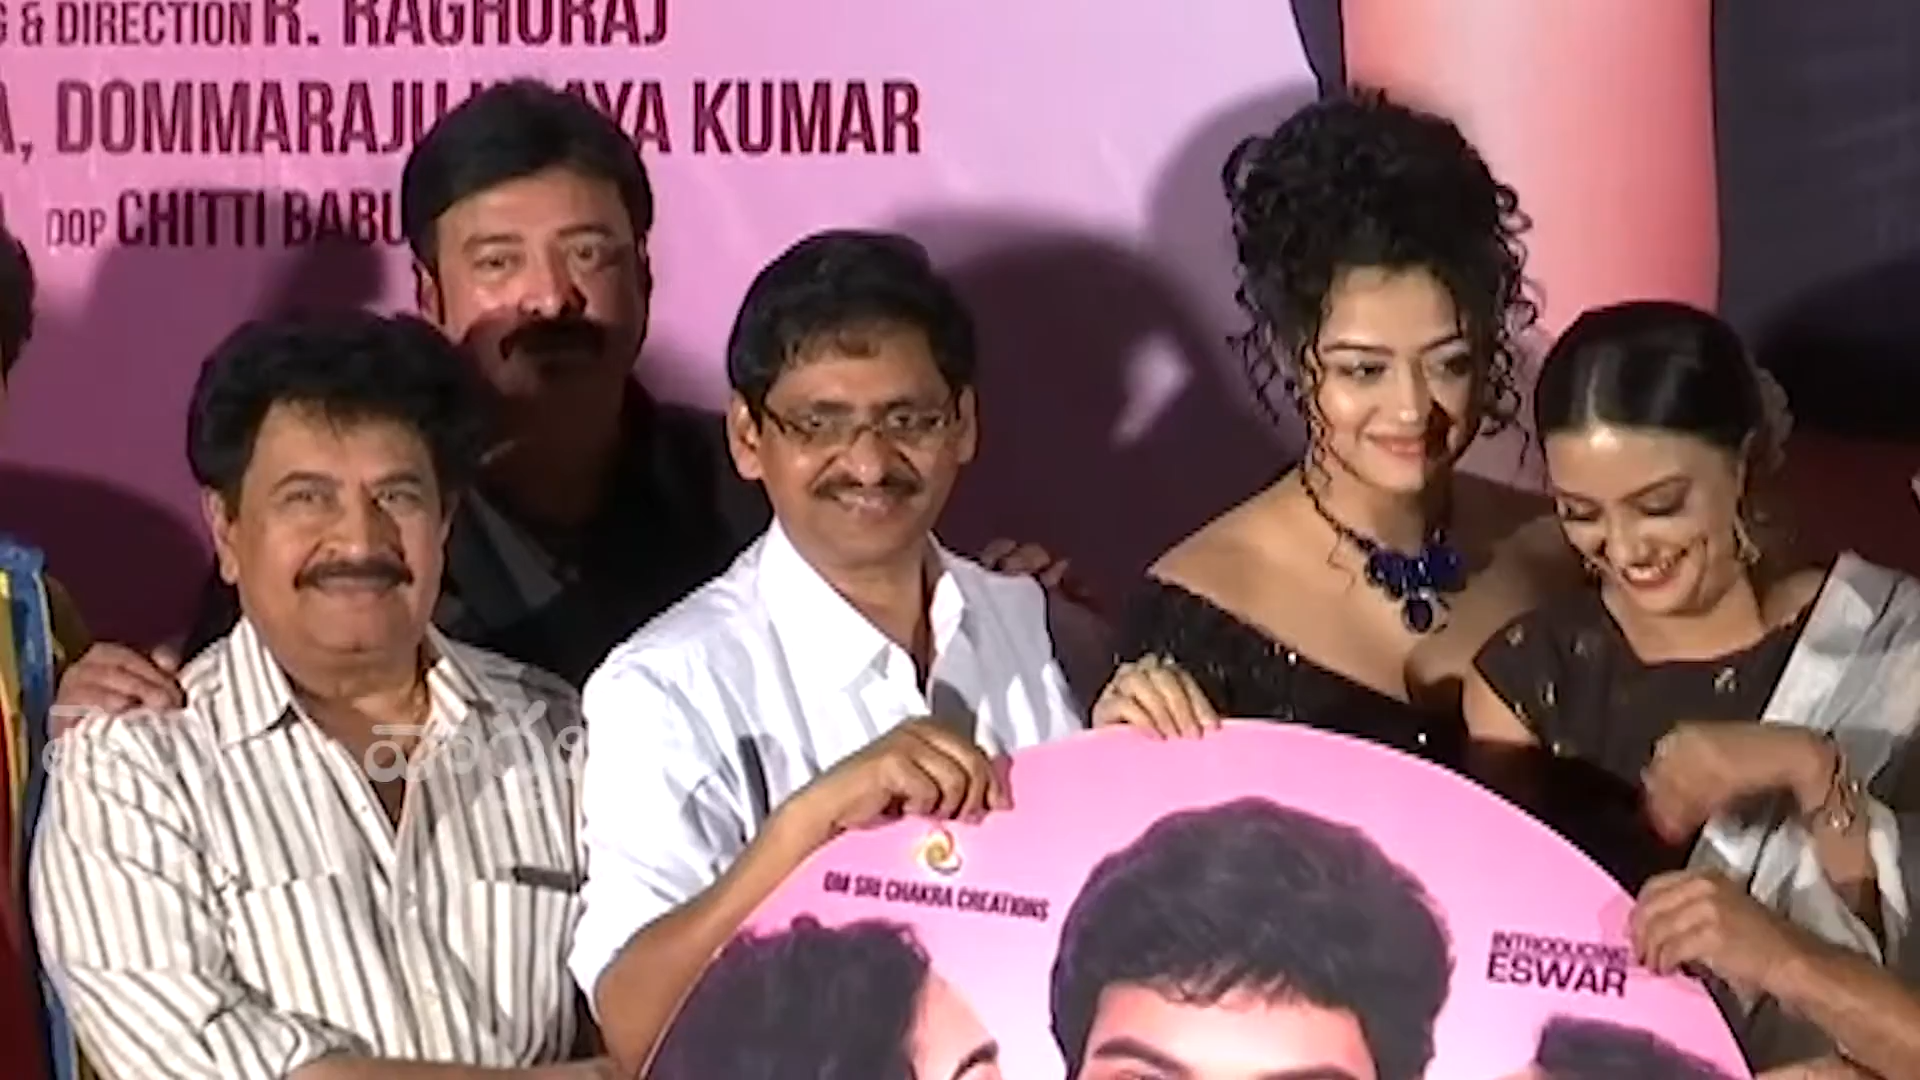 & DIRECTION R. RAGHURAJ
A, DOMMARAJU KUMAR
DOP CHITTI BABU
OM SRI CHAKRA CREATIONS
INTRODUCING
ESWAR